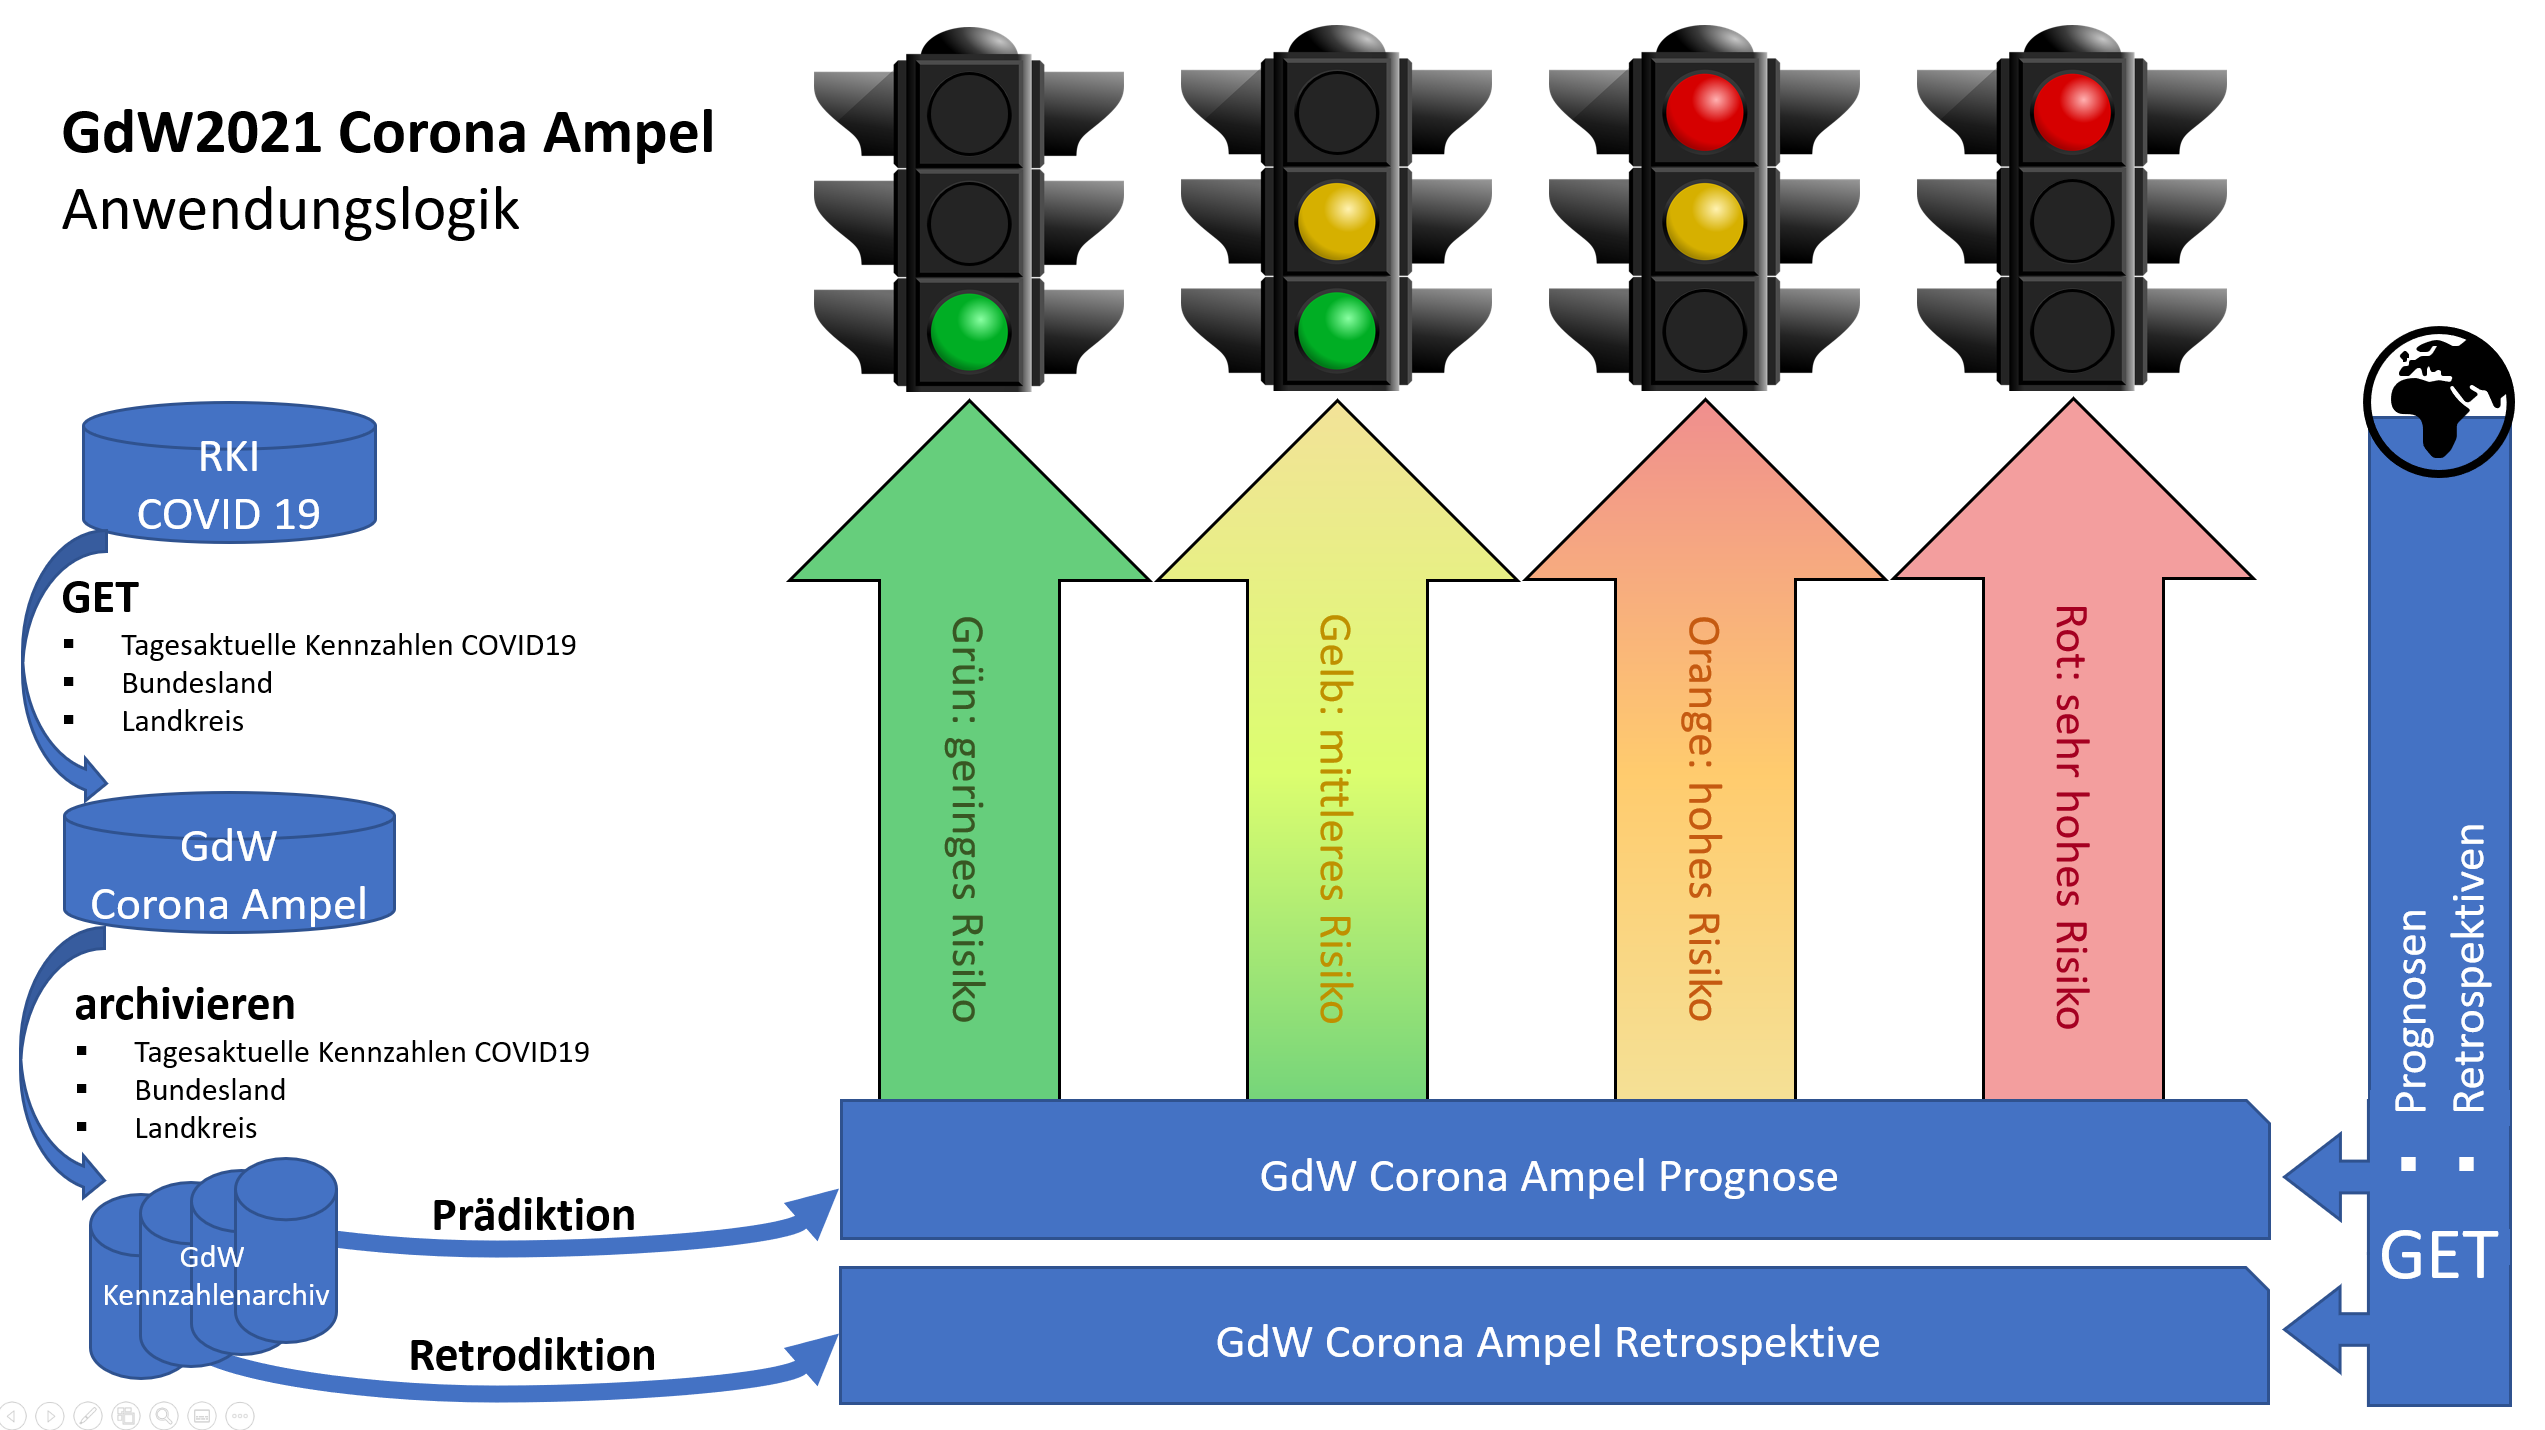 GdW2021 Corona Ampel
Anwendungslogik
RKI
COVID 19
GET
▪ Tagesaktuelle Kennzahlen COVID19
▪ Bundesland
▪ Landkreis
GdW
Corona Ampel
archivieren
▪ Tagesaktuelle Kennzahlen COVID19
▪ Bundesland
▪ Landkreis
GdW
Kennzahlenarchiv
Prädiktion
Retrodiktion
Grün: geringes Risiko
Gelb: mittleres Risiko
Orange: hohes Risiko
Rot: sehr hohes Risiko
GdW Corona Ampel Prognose
GdW Corona Ampel Retrospektive
▪ Prognosen
▪ Retrospektiven
GET